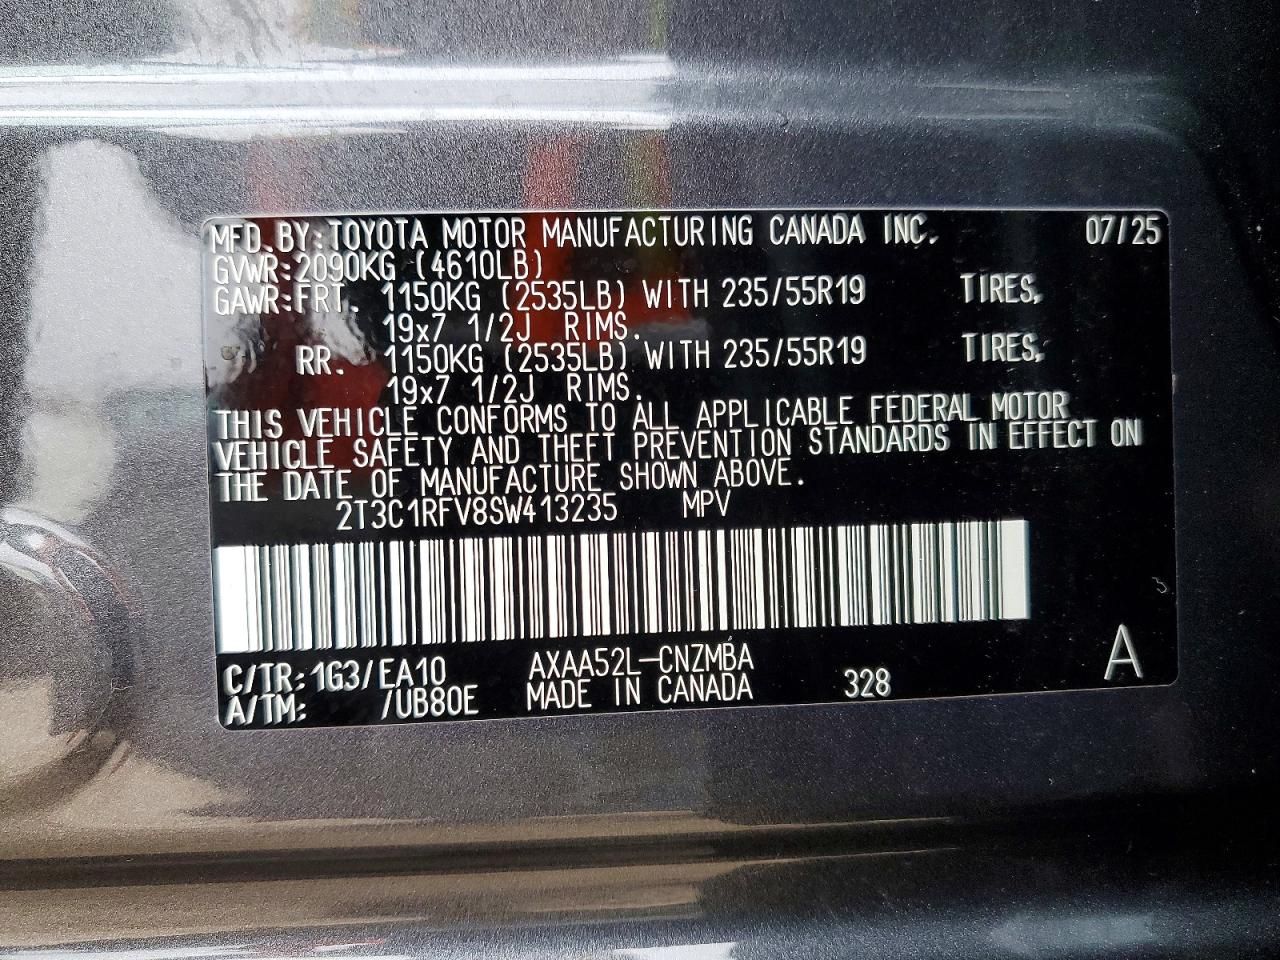 MFD.BY:TOYOTA MOTOR MANUFACTURING CANADA INC. 07/25
GVWR:2090KG (4610LB)
GAWR:FRT. 1150KG (2535LB) WITH 235/55R19 TIRES,
19x7 1/2J RIMS.
RR. 1150KG (2535LB) WITH 235/55R19 TIRES,
19x7 1/2J RIMS.
THIS VEHICLE CONFORMS TO ALL APPLICABLE FEDERAL MOTOR
VEHICLE SAFETY AND THEFT PREVENTION STANDARDS IN EFFECT ON
THE DATE OF MANUFACTURE SHOWN ABOVE.
2T3C1RFV8SW413235 MPV
C/TR:1G3/EA10 AXAA52L-CNZMBA
A/TM: /UB80E MADE IN CANADA 328 A